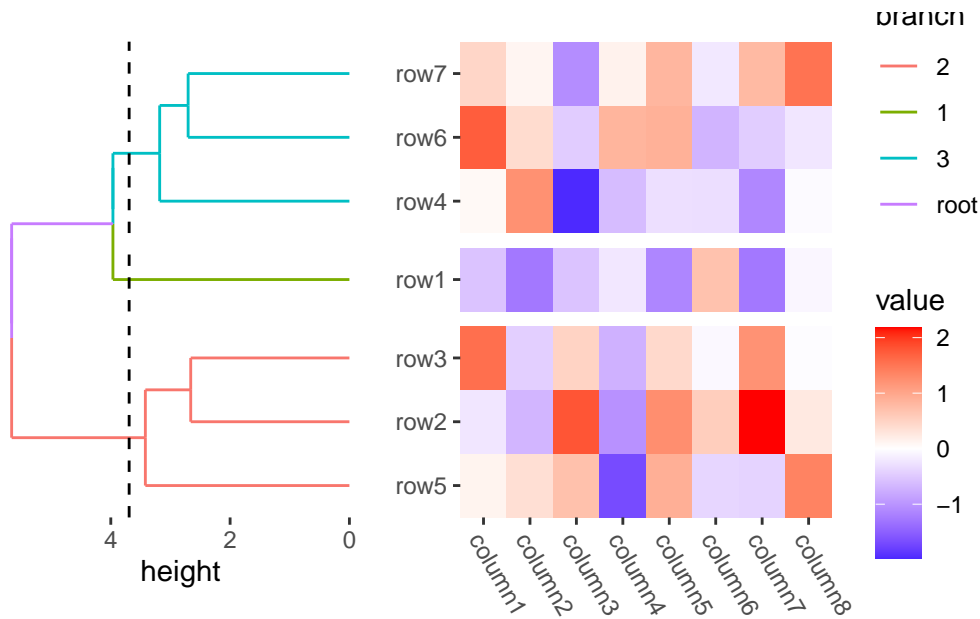 branch
2
1
3
root
row7
row6
row4
row1
row3
row2
row5
4
2
0
height
column1
column2
column3
column4
column5
column6
column7
column8
value
2
1
0
−1